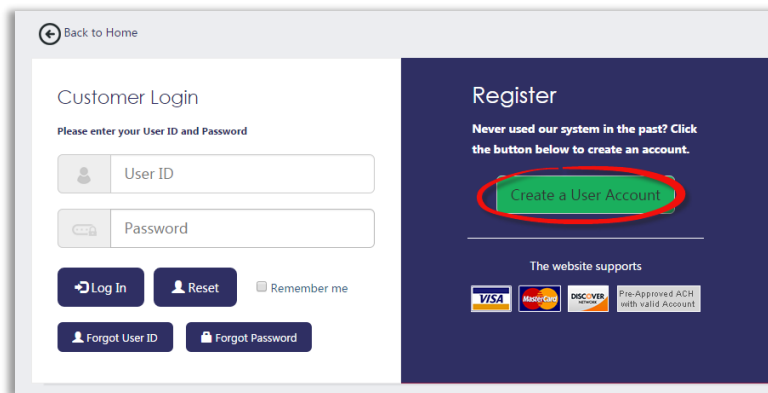 Back to Home
Customer Login
Please enter your User ID and Password
User ID
Password
Log In
Reset
Remember me
Forgot User ID
Forgot Password
Register
Never used our system in the past? Click
the button below to create an account.
Create a User Account
The website supports
VISA
MasterCard
DISCOVER
NETWORK
Pre-Approved ACH
with valid Account